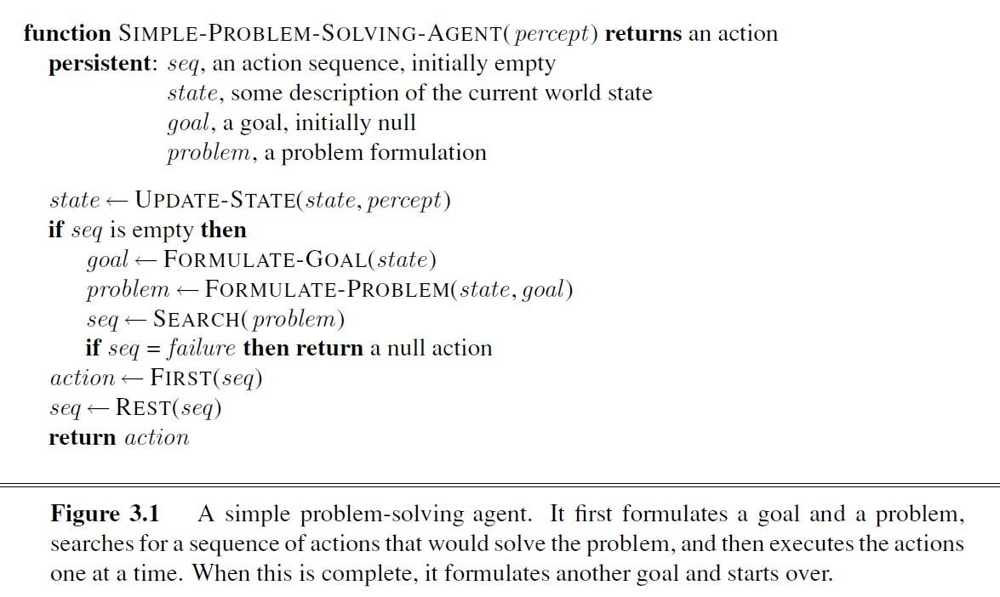 function SIMPLE-PROBLEM-SOLVING-AGENT(percept) returns an action
persistent: seq, an action sequence, initially empty
state, some description of the current world state
goal, a goal, initially null
problem, a problem formulation
state ← UPDATE-STATE(state, percept)
if seq is empty then
goal ← FORMULATE-GOAL(state)
problem ← FORMULATE-PROBLEM(state, goal)
seq ← SEARCH(problem)
if seq = failure then return a null action
action ← FIRST(seq)
seq ← REST(seq)
return action
Figure 3.1 A simple problem-solving agent. It first formulates a goal and a problem,
searches for a sequence of actions that would solve the problem, and then executes the actions
one at a time. When this is complete, it formulates another goal and starts over.